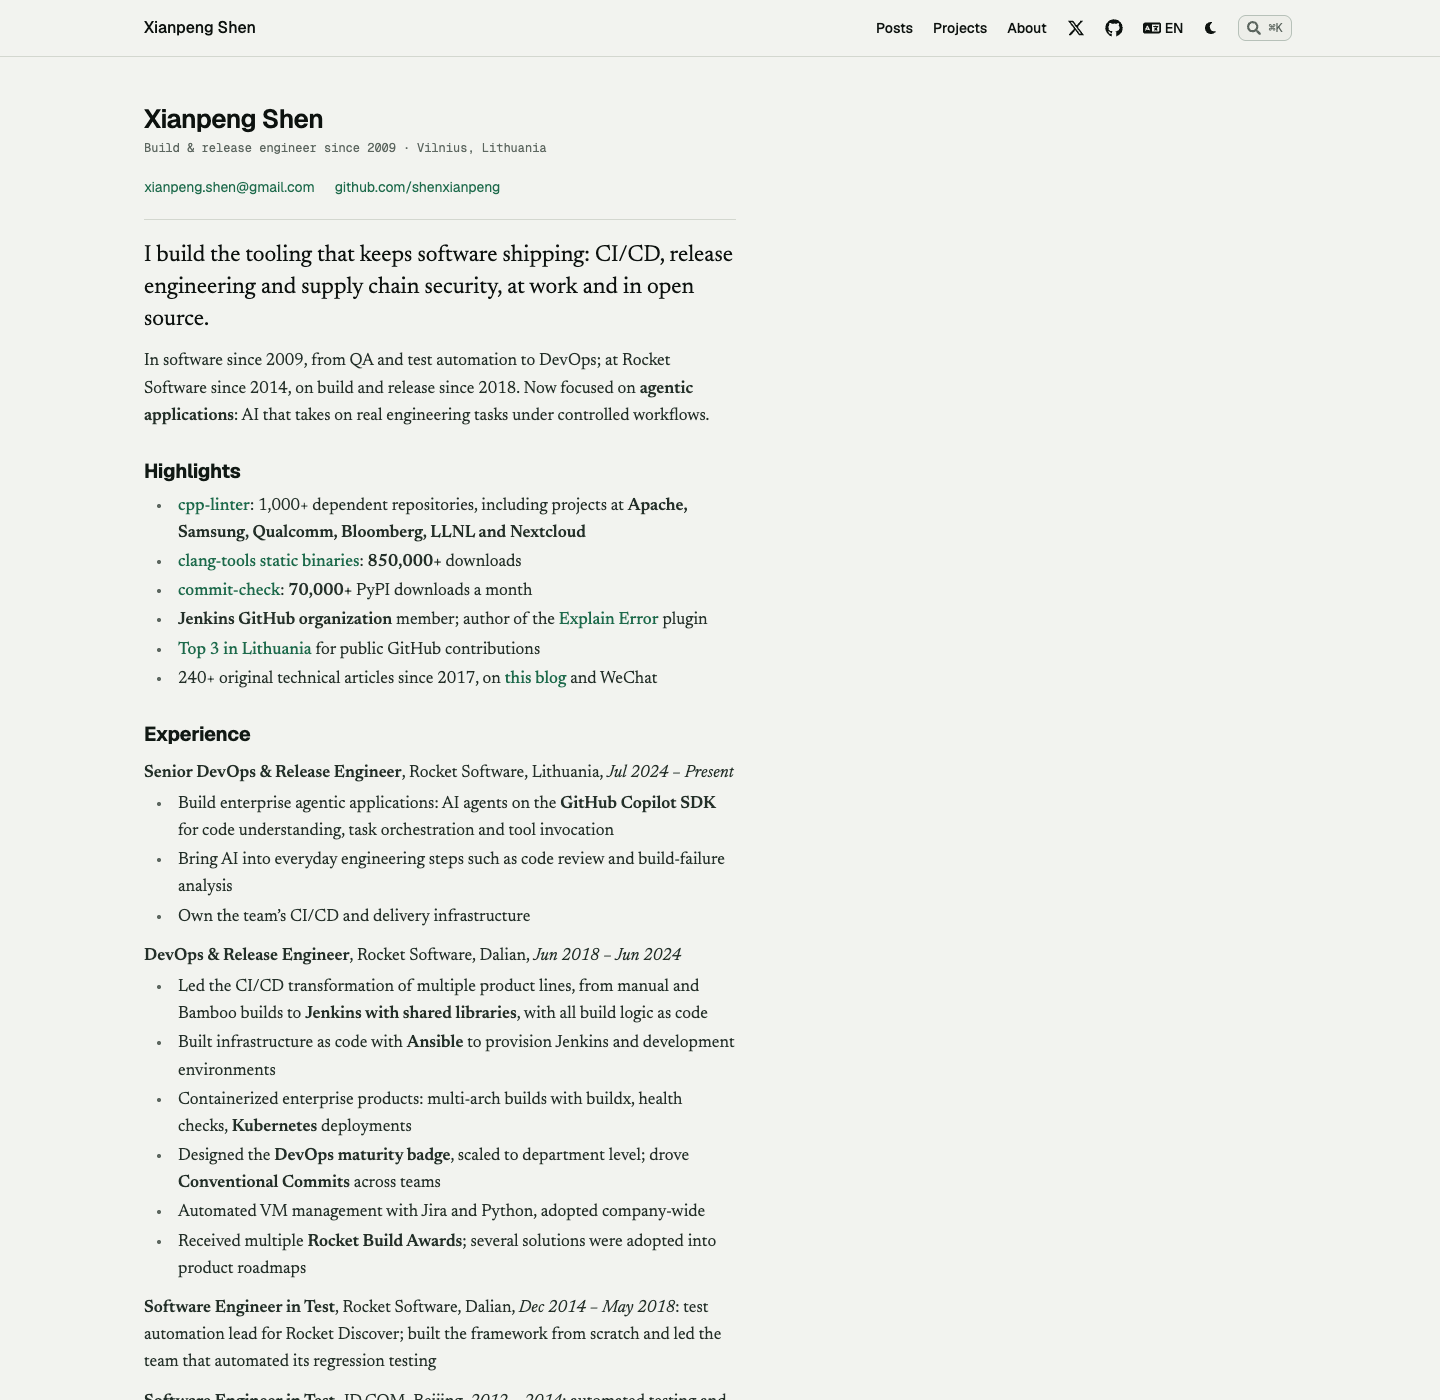 Xianpeng Shen
Posts Projects About EN ⌘K
Xianpeng Shen
Build & release engineer since 2009 · Vilnius, Lithuania
xianpeng.shen@gmail.com github.com/shenxianpeng
I build the tooling that keeps software shipping: CI/CD, release
engineering and supply chain security, at work and in open
source.
In software since 2009, from QA and test automation to DevOps; at Rocket
Software since 2014, on build and release since 2018. Now focused on agentic
applications: AI that takes on real engineering tasks under controlled workflows.
Highlights
• cpp-linter: 1,000+ dependent repositories, including projects at Apache,
Samsung, Qualcomm, Bloomberg, LLNL and Nextcloud
• clang-tools static binaries: 850,000+ downloads
• commit-check: 70,000+ PyPI downloads a month
• Jenkins GitHub organization member; author of the Explain Error plugin
• Top 3 in Lithuania for public GitHub contributions
• 240+ original technical articles since 2017, on this blog and WeChat
Experience
Senior DevOps & Release Engineer, Rocket Software, Lithuania, Jul 2024 – Present
• Build enterprise agentic applications: AI agents on the GitHub Copilot SDK
for code understanding, task orchestration and tool invocation
• Bring AI into everyday engineering steps such as code review and build-failure
analysis
• Own the team’s CI/CD and delivery infrastructure
DevOps & Release Engineer, Rocket Software, Dalian, Jun 2018 – Jun 2024
• Led the CI/CD transformation of multiple product lines, from manual and
Bamboo builds to Jenkins with shared libraries, with all build logic as code
• Built infrastructure as code with Ansible to provision Jenkins and development
environments
• Containerized enterprise products: multi-arch builds with buildx, health
checks, Kubernetes deployments
• Designed the DevOps maturity badge, scaled to department level; drove
Conventional Commits across teams
• Automated VM management with Jira and Python, adopted company-wide
• Received multiple Rocket Build Awards; several solutions were adopted into
product roadmaps
Software Engineer in Test, Rocket Software, Dalian, Dec 2014 – May 2018: test
automation lead for Rocket Discover; built the framework from scratch and led the
team that automated its regression testing
Software Engineer in Test, JD.COM, Beijing, 2012 – 2014: automated testing and